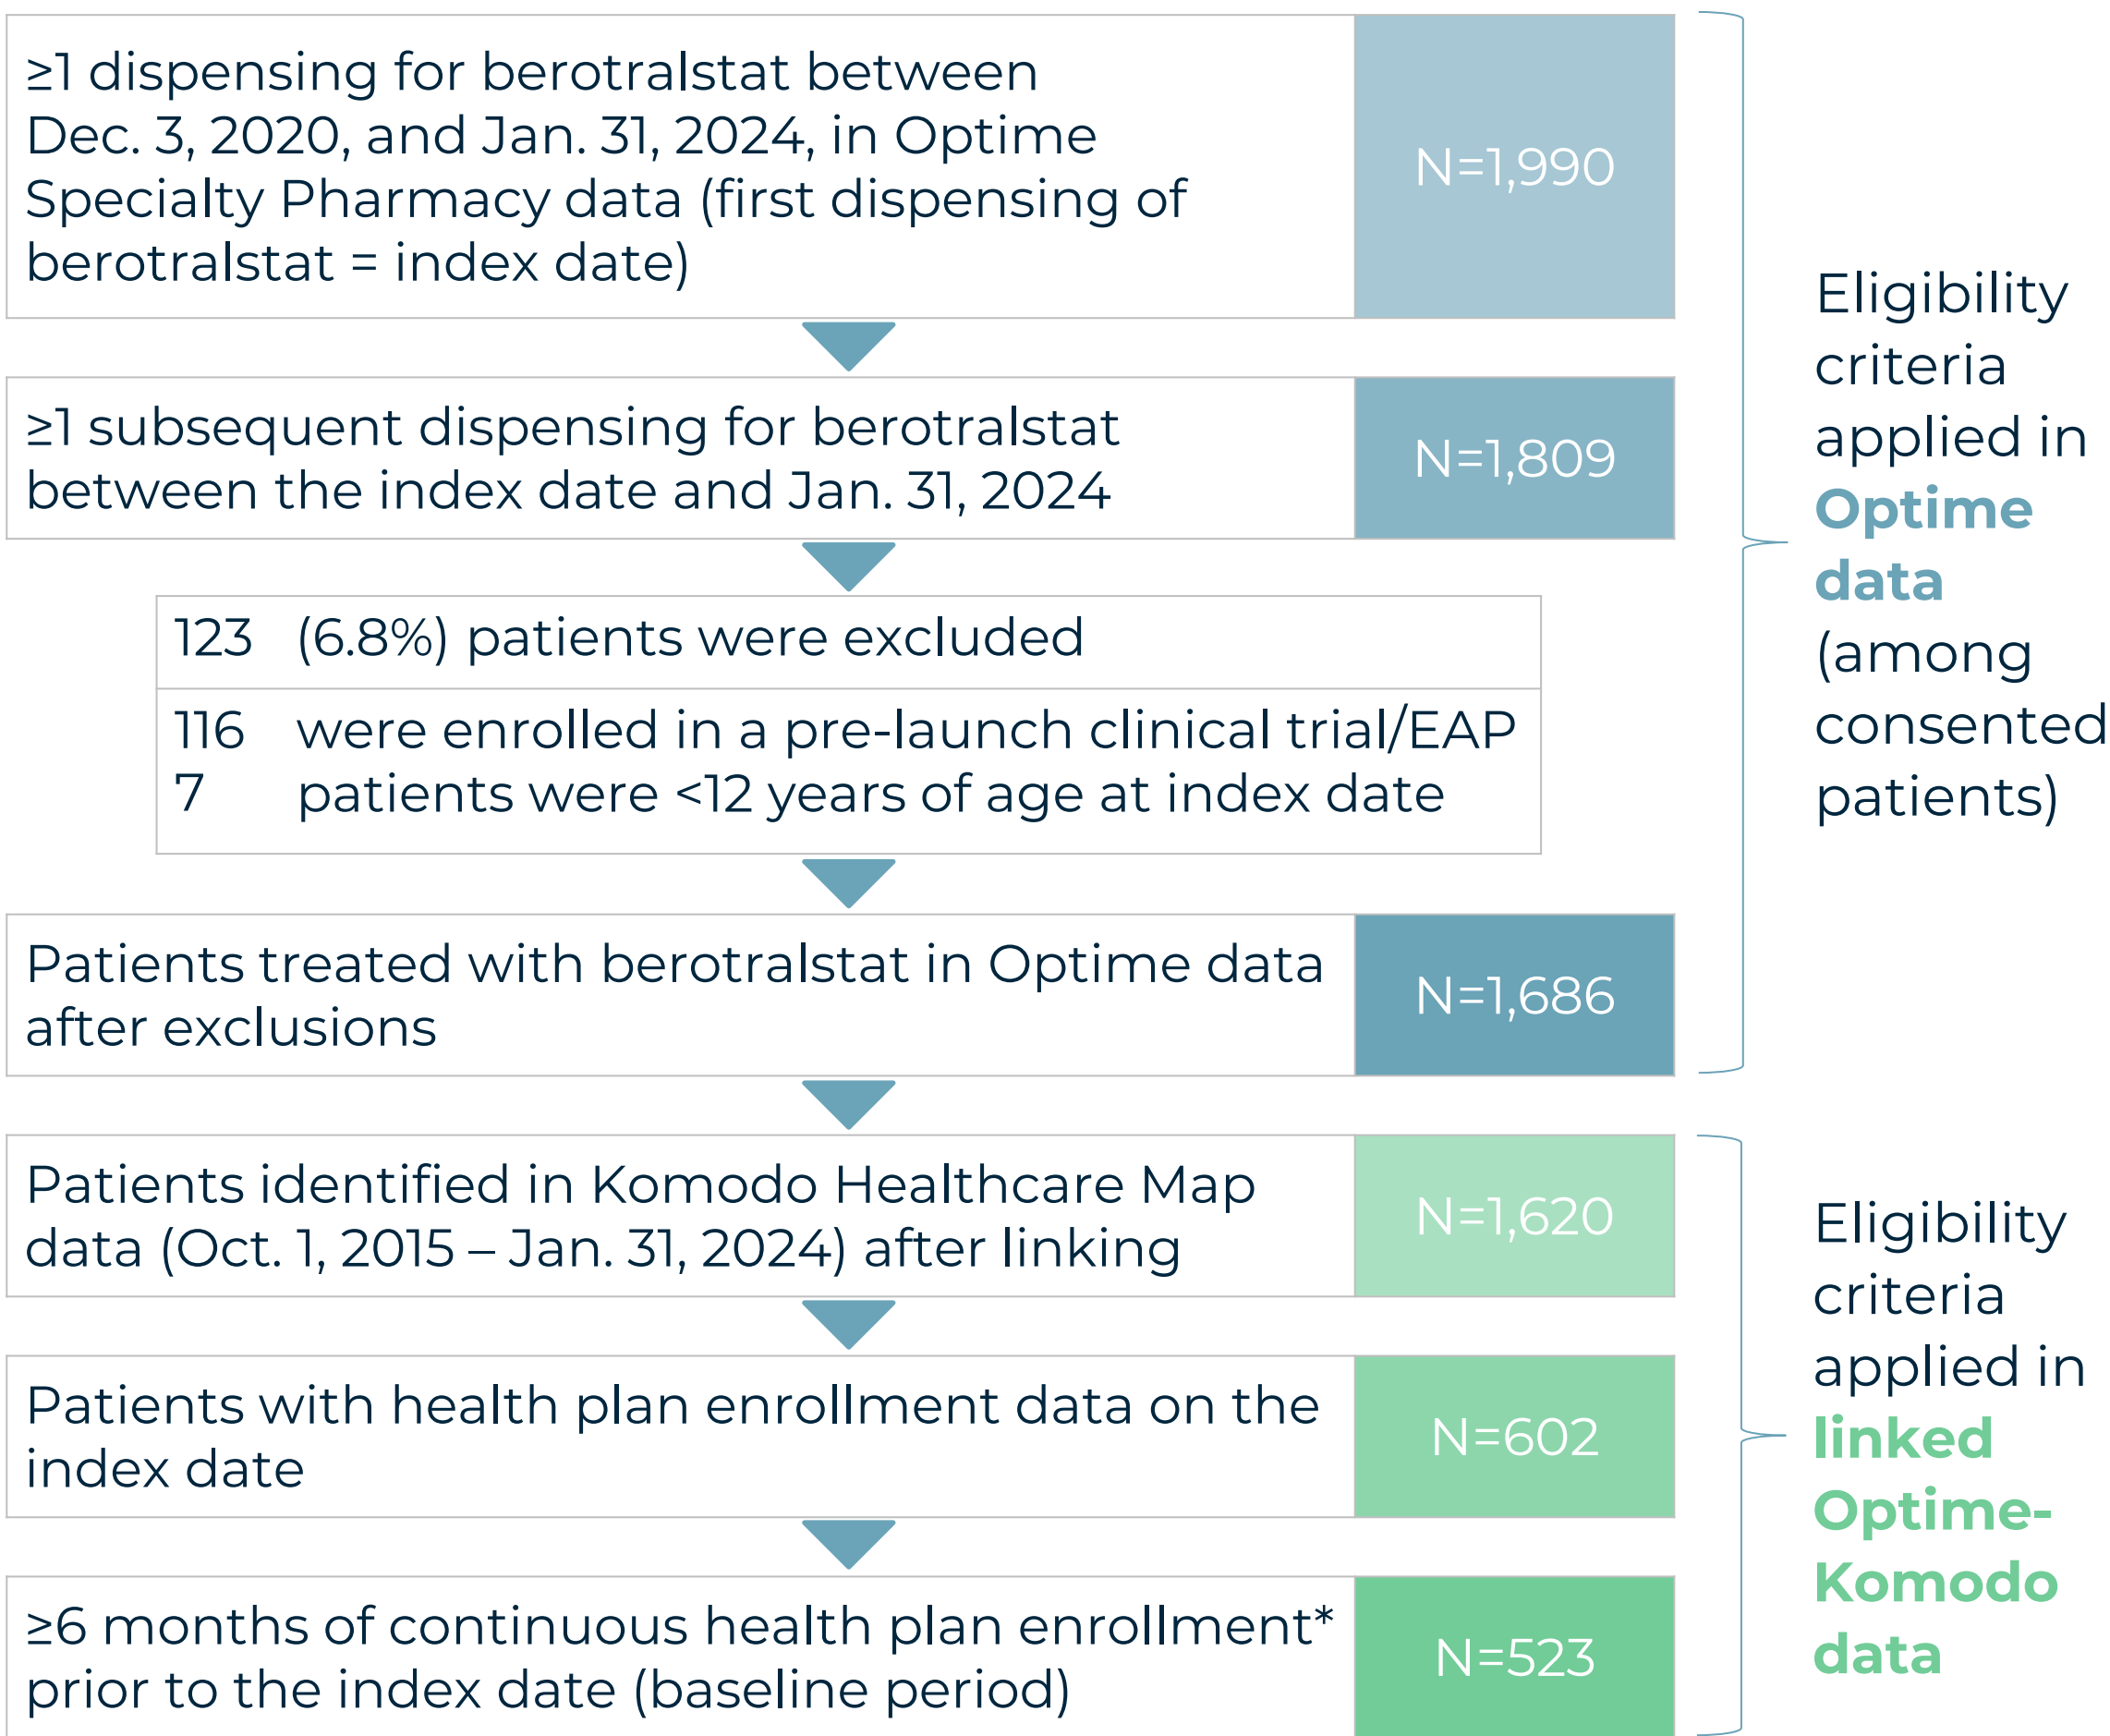 ≥1 dispensing for berotralstat between
Dec. 3, 2020, and Jan. 31, 2024, in Optime
Specialty Pharmacy data (first dispensing of
berotralstat = index date)
N=1,990
≥1 subsequent dispensing for berotralstat
between the index date and Jan. 31, 2024
N=1,809
123 (6.8%) patients were excluded
116 were enrolled in a pre-launch clinical trial/EAP
7 patients were <12 years of age at index date
Patients treated with berotralstat in Optime data
after exclusions
N=1,686
Eligibility
criteria
applied in
Optime
data
(among
consented
patients)
Patients identified in Komodo Healthcare Map
data (Oct. 1, 2015 – Jan. 31, 2024) after linking
N=1,620
Patients with health plan enrollment data on the
index date
N=602
≥6 months of continuous health plan enrollment*
prior to the index date (baseline period)
N=523
Eligibility
criteria
applied in
linked
Optime-
Komodo
data